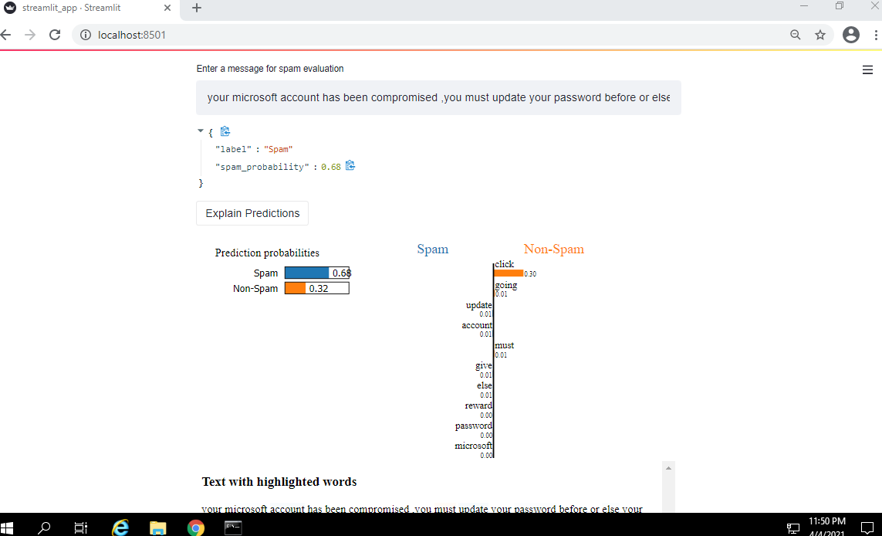 streamlit_app · Streamlit
localhost:8501
Enter a message for spam evaluation
your microsoft account has been compromised ,you must update your password before or else
{
"label" : "Spam"
"spam_probability" : 0.68
}
Explain Predictions
Prediction probabilities
Spam 0.68
Non-Spam 0.32
Spam Non-Spam
click
0.30
going
0.01
update
0.01
account
0.01
must
0.01
give
0.01
else
0.01
reward
0.00
password
0.00
microsoft
0.00
Text with highlighted words
your microsoft account has been compromised ,you must update your password before or else your
11:50 PM
4/4/2021